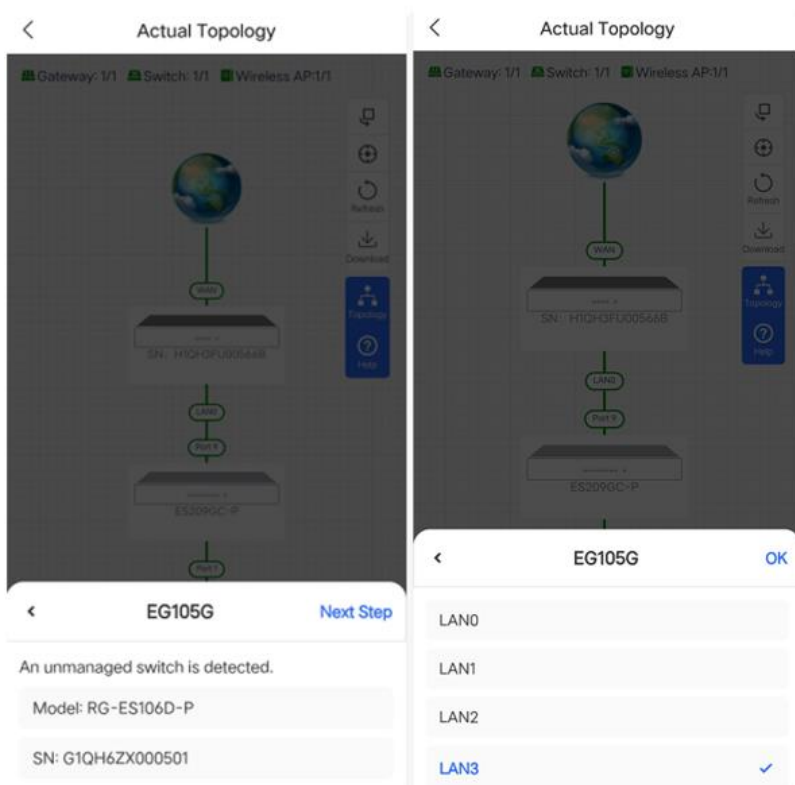 Actual Topology
Gateway: 1/1 Switch: 1/1 Wireless AP:1/1
Refresh
Download
WAN
Topology
Help
SN: H1QH3FU00566B
LAN0
Port 9
ES209GC-P
Port 1
EG105G
Next Step
An unmanaged switch is detected.
Model: RG-ES106D-P
SN: G1QH6ZX000501
Actual Topology
Gateway: 1/1 Switch: 1/1 Wireless AP:1/1
Refresh
Download
WAN
Topology
Help
SN: H1QH3FU00566B
LAN0
Port 9
ES209GC-P
EG105G
OK
LAN0
LAN1
LAN2
LAN3